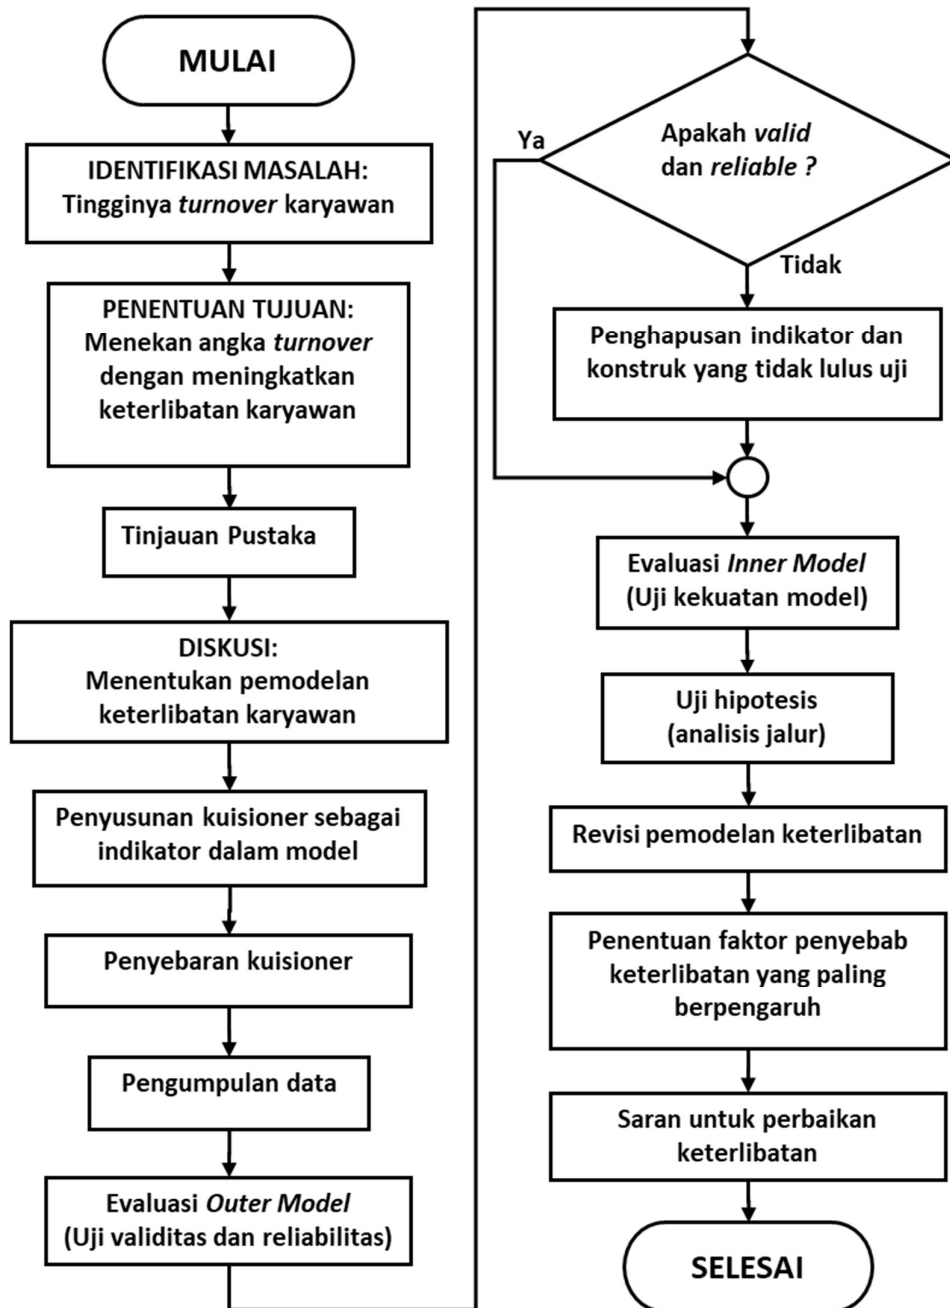 MULAI
IDENTIFIKASI MASALAH:
Tingginya turnover karyawan
PENENTUAN TUJUAN:
Menekan angka turnover
dengan meningkatkan
keterlibatan karyawan
Tinjauan Pustaka
DISKUSI:
Menentukan pemodelan
keterlibatan karyawan
Penyusunan kuisioner sebagai
indikator dalam model
Penyebaran kuisioner
Pengumpulan data
Evaluasi Outer Model
(Uji validitas dan reliabilitas)
Apakah valid
dan reliable ?
Ya
Tidak
Penghapusan indikator dan
konstruk yang tidak lulus uji
Evaluasi Inner Model
(Uji kekuatan model)
Uji hipotesis
(analisis jalur)
Revisi pemodelan keterlibatan
Penentuan faktor penyebab
keterlibatan yang paling
berpengaruh
Saran untuk perbaikan
keterlibatan
SELESAI